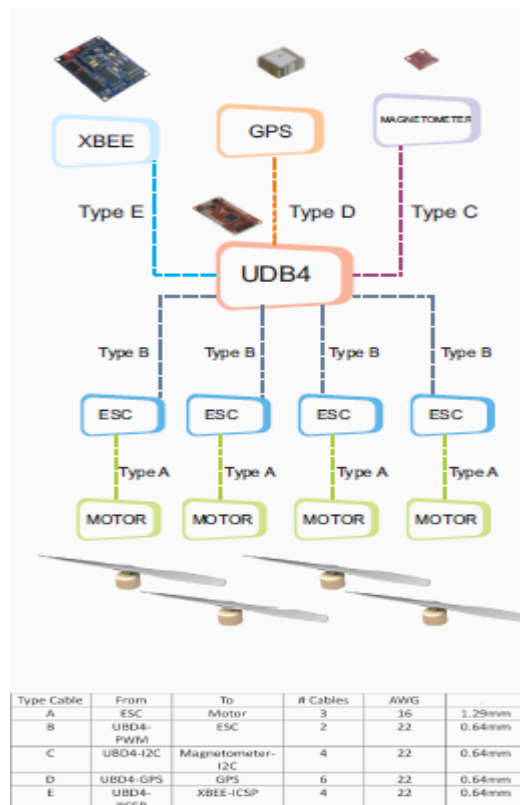 XBEE
GPS
MAGNETOMETER
Type E
Type D
Type C
UDB4
Type B
Type B
Type B
Type B
ESC
ESC
ESC
ESC
Type A
Type A
Type A
Type A
MOTOR
MOTOR
MOTOR
MOTOR
Type Cable From To # Cables AWG
A ESC Motor 3 16 1.29mm
B UBD4-PWM ESC 2 22 0.64mm
C UBD4-I2C Magnetometer-I2C 4 22 0.64mm
D UBD4-GPS GPS 6 22 0.64mm
E UBD4- XBEE-ICSP 4 22 0.64mm